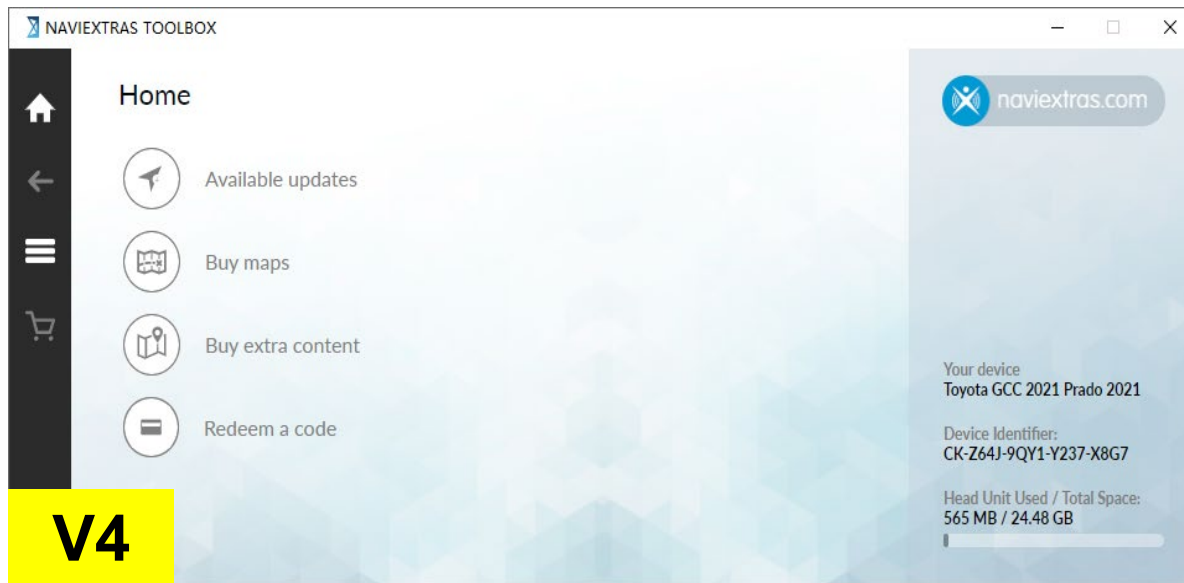 NAVIEXTRAS TOOLBOX
Home
Available updates
Buy maps
Buy extra content
Redeem a code
naviextras.com
Your device
Toyota GCC 2021 Prado 2021
Device Identifier:
CK-Z64J-9QY1-Y237-X8G7
Head Unit Used / Total Space:
565 MB / 24.48 GB
V4